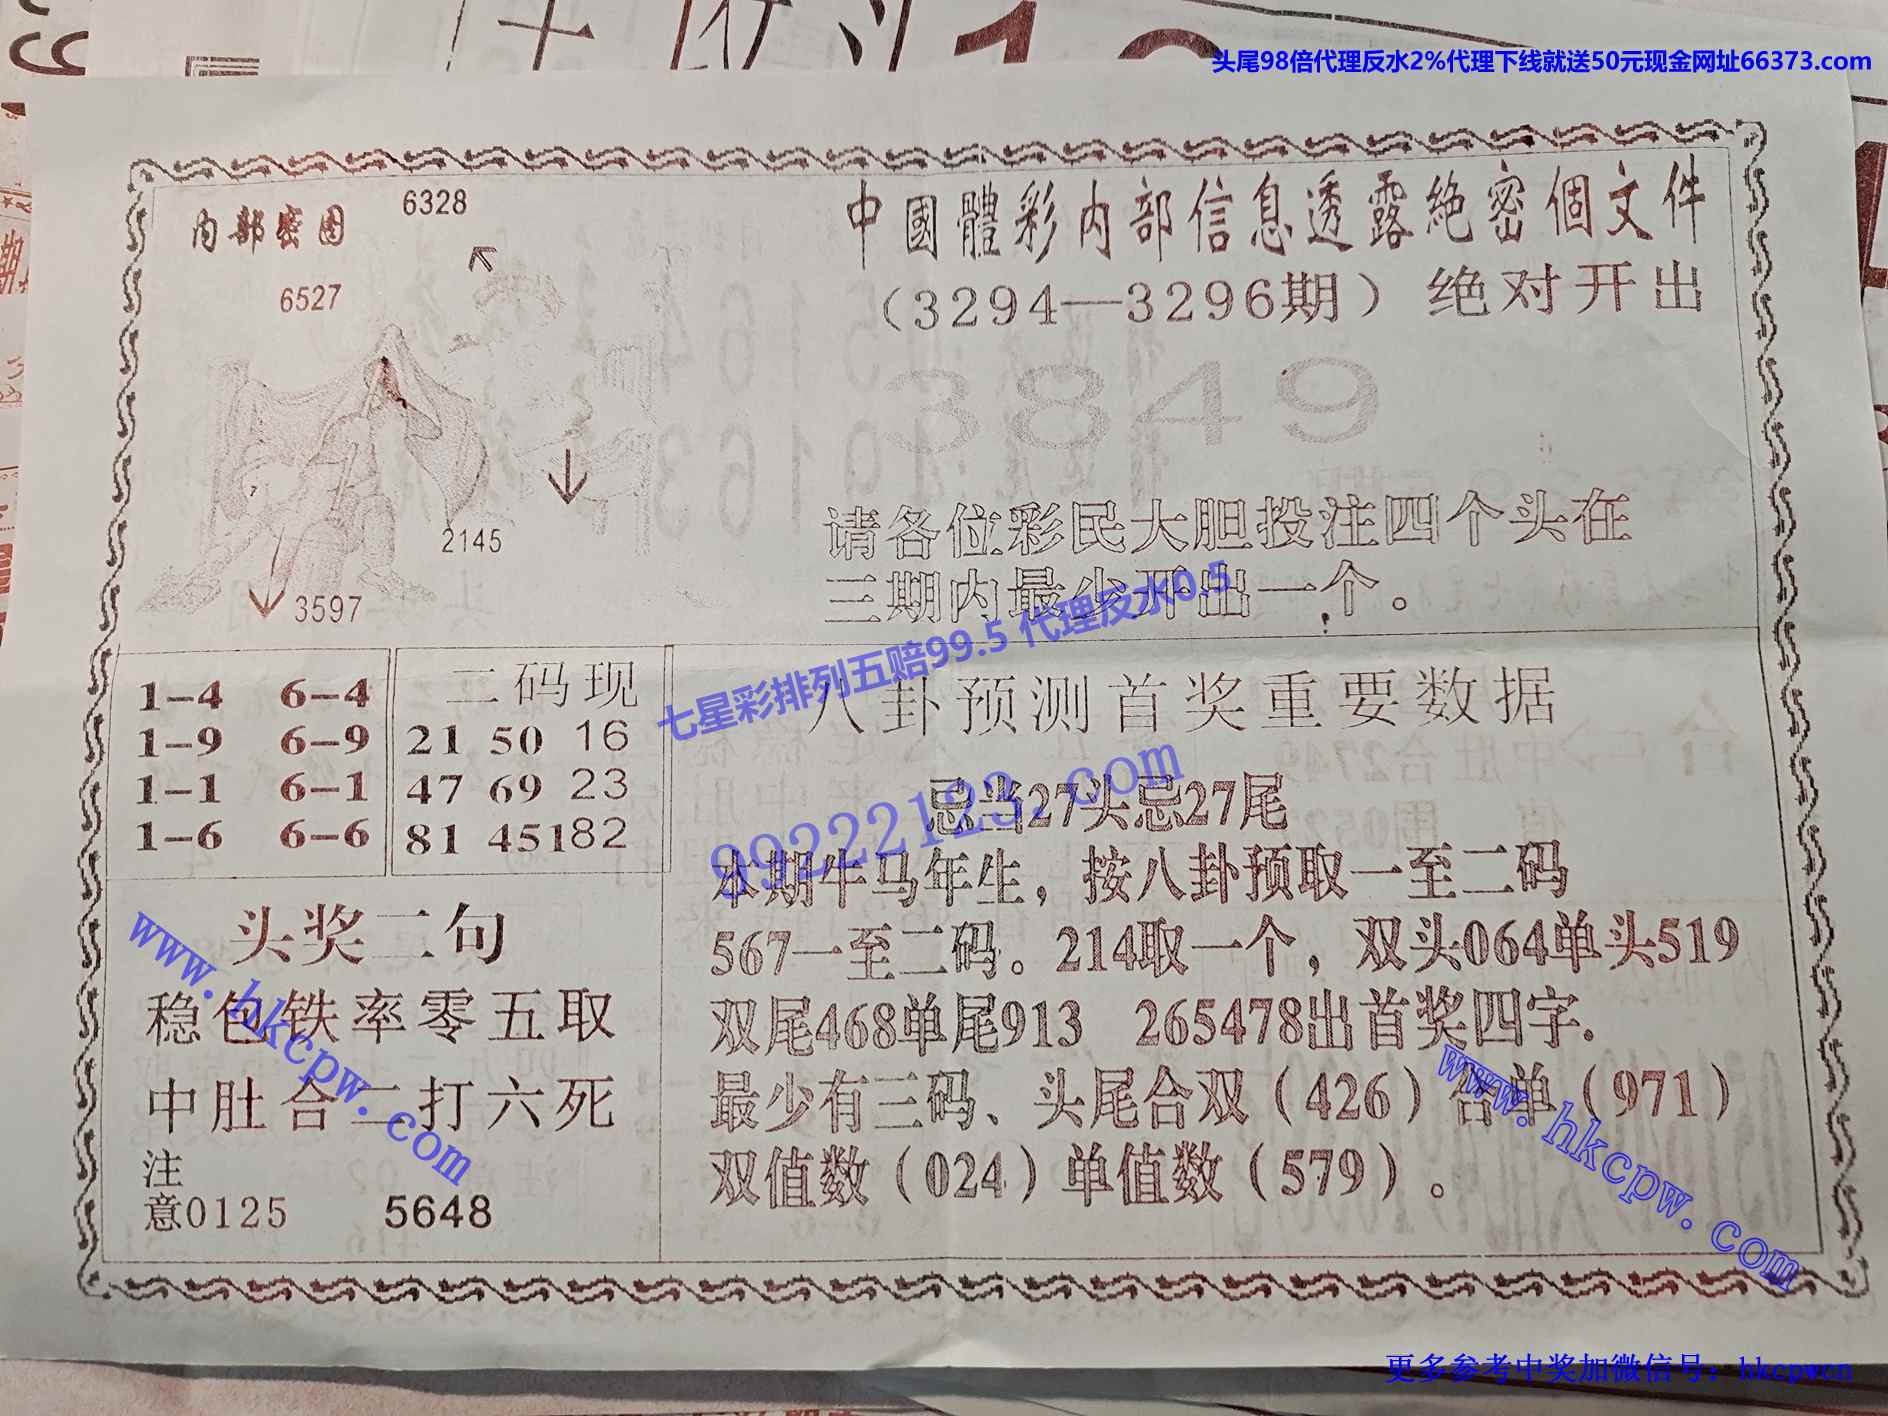 头尾98倍代理反水2%代理下线就送50元现金网址66373.com
内部密图
6328
6527
2145
3597
7
中國體彩内部信息透露絶密個文件
（3294—3296期）绝对开出
3849
请各位彩民大胆投注四个头在
三期内最少开出一个。
七星彩排列五赔99.5 代理反水0.5
99222123.com
1-4 6-4
1-9 6-9
1-1 6-1
1-6 6-6
二码现
21 50 16
47 69 23
81 45 182
头奖二句
稳包铁率零五取
中肚合二打六死
注
意0125 5648
八卦预测首奖重要数据
忌当27头忌27尾
本期牛马年生，按八卦预取一至二码
567一至二码。214取一个，双头064单头519
双尾468单尾913 265478出首奖四字.
最少有三码、头尾合双（426）合单（971）
双值数（024）单值数（579）。
www.hkcpw.com
www.hkcpw.com
更多参考中奖加微信号：hkcpwcn